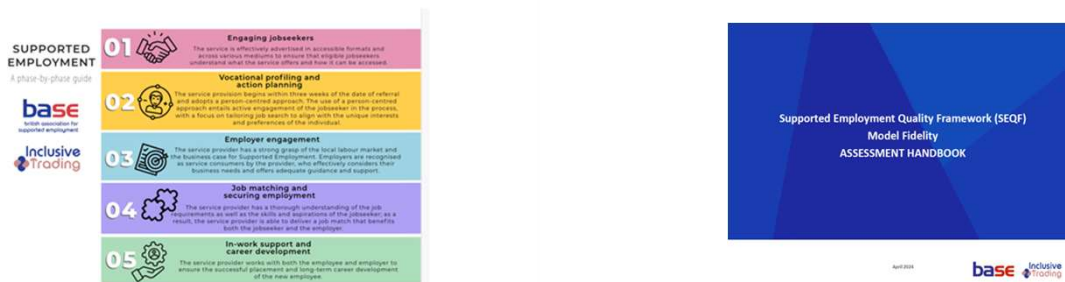 SUPPORTED
EMPLOYMENT
A phase-by-phase guide
base
british association for
supported employment
Inclusive
Trading
01
Engaging jobseekers
The service is effectively advertised in accessible formats and
across various mediums to ensure that eligible jobseekers
understand what the service offers and how it can be accessed.
02
Vocational profiling and
action planning
The service provision begins within three weeks of the date of referral
and adopts a person-centred approach. The use of a person-centred
approach entails active engagement of the jobseeker in the process,
with a focus on tailoring job search to align with the unique interests
and preferences of the individual.
03
Employer engagement
The service provider has a strong grasp of the local labour market and
the business case for Supported Employment. Employers are recognised
as service consumers by the provider, who effectively considers their
business needs and offers adequate guidance and support.
04
Job matching and
securing employment
The service provider has a thorough understanding of the job
requirements as well as the skills and aspirations of the jobseeker; as a
result, the service provider is able to deliver a job match that benefits
both the jobseeker and the employer.
05
In-work support and
career development
The service provider works with both the employee and employer to
ensure the successful placement and long-term career development
of the new employee.
Supported Employment Quality Framework (SEQF)
Model Fidelity
ASSESSMENT HANDBOOK
April 2024
base
Inclusive
Trading